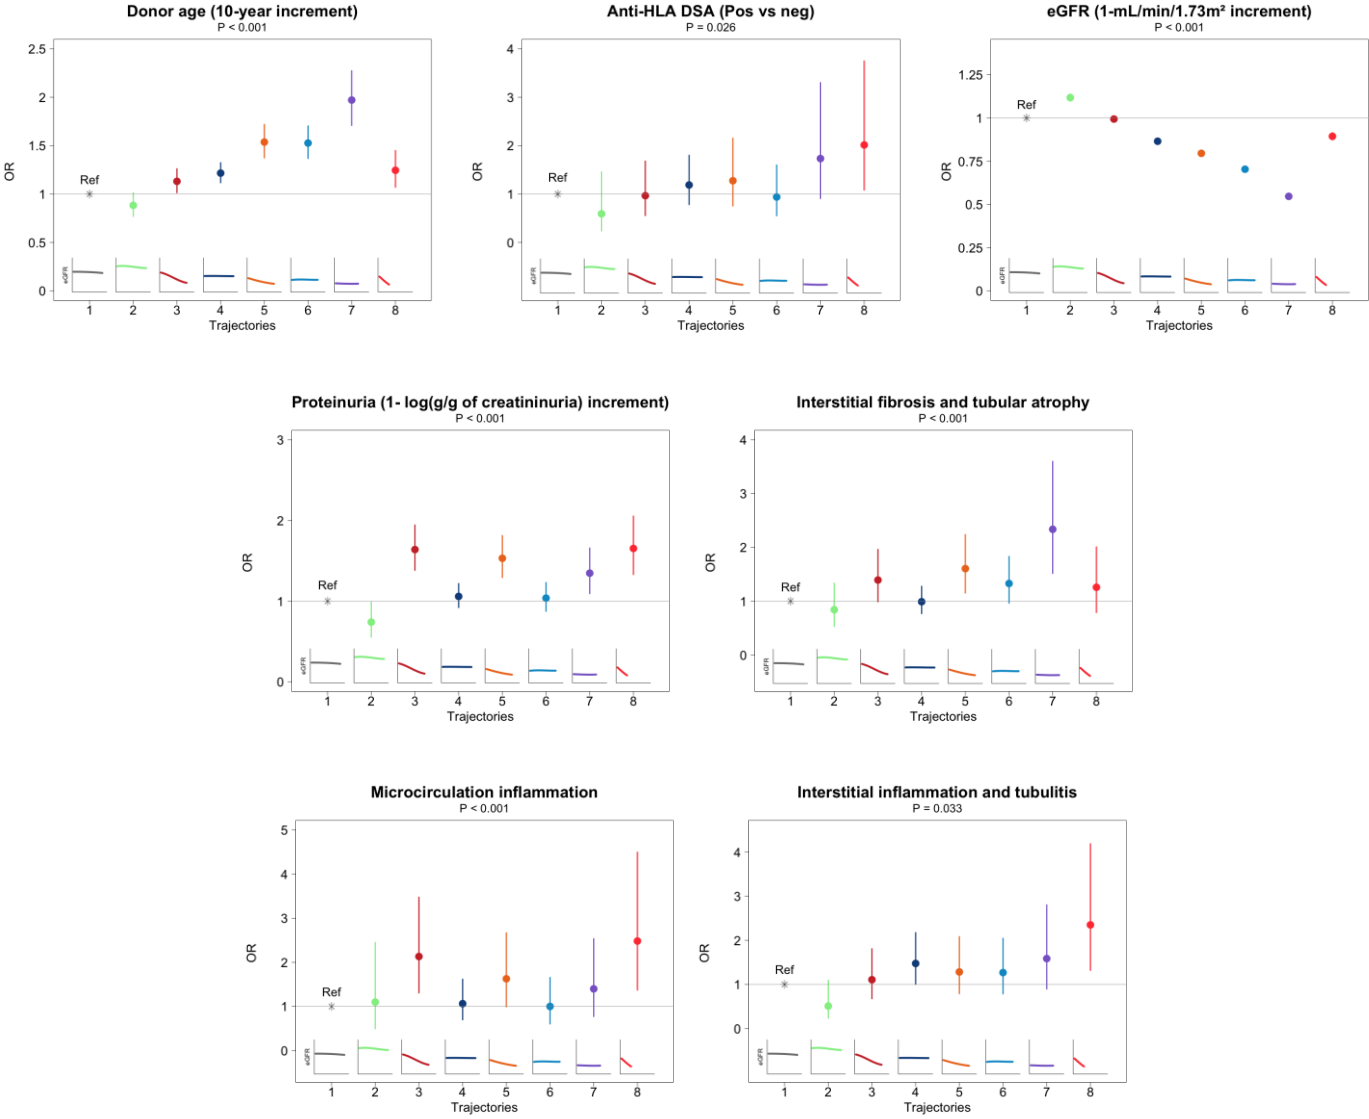 Donor age (10-year increment)
P < 0.001
2.5
2
1.5
1
0.5
0
OR
Ref
eGFR
1 2 3 4 5 6 7 8
Trajectories
Anti-HLA DSA (Pos vs neg)
P = 0.026
4
3
2
1
0
OR
Ref
eGFR
1 2 3 4 5 6 7 8
Trajectories
eGFR (1-mL/min/1.73m² increment)
P < 0.001
1.25
1
0.75
0.5
0.25
0
OR
Ref
eGFR
1 2 3 4 5 6 7 8
Trajectories
Proteinuria (1- log(g/g of creatininuria) increment)
P < 0.001
3
2
1
0
OR
Ref
eGFR
1 2 3 4 5 6 7 8
Trajectories
Interstitial fibrosis and tubular atrophy
P < 0.001
4
3
2
1
0
OR
Ref
eGFR
1 2 3 4 5 6 7 8
Trajectories
Microcirculation inflammation
P < 0.001
5
4
3
2
1
0
OR
Ref
eGFR
1 2 3 4 5 6 7 8
Trajectories
Interstitial inflammation and tubulitis
P = 0.033
4
3
2
1
0
OR
Ref
eGFR
1 2 3 4 5 6 7 8
Trajectories